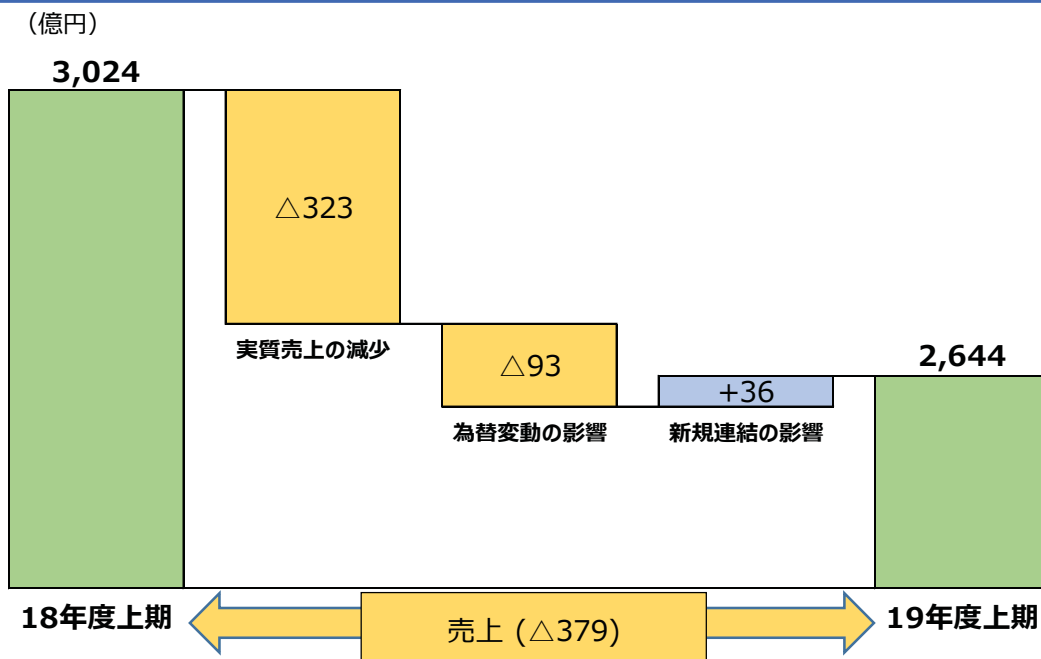 （億円）
3,024
△323
実質売上の減少
△93
為替変動の影響
+36
新規連結の影響
2,644
18年度上期
売上 (△379)
19年度上期